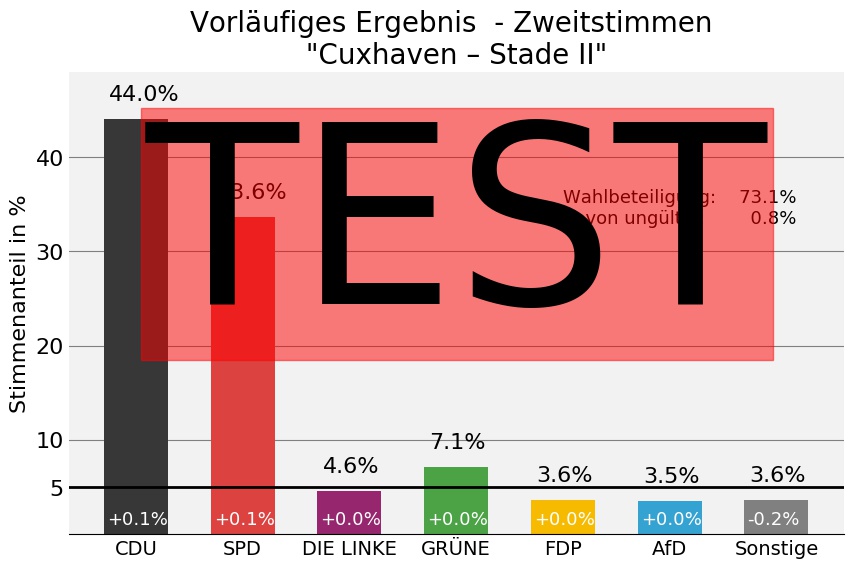 Vorläufiges Ergebnis - Zweitstimmen
"Cuxhaven – Stade II"
Stimmenanteil in %
40
30
20
10
5
44.0%
4.6%
7.1%
3.6%
3.5%
3.6%
TEST
Wahlbeteiligung: 73.1%
von 0.8%
+0.1%
+0.1%
+0.0%
+0.0%
+0.0%
+0.0%
-0.2%
CDU
SPD
DIE LINKE
GRÜNE
FDP
AfD
Sonstige